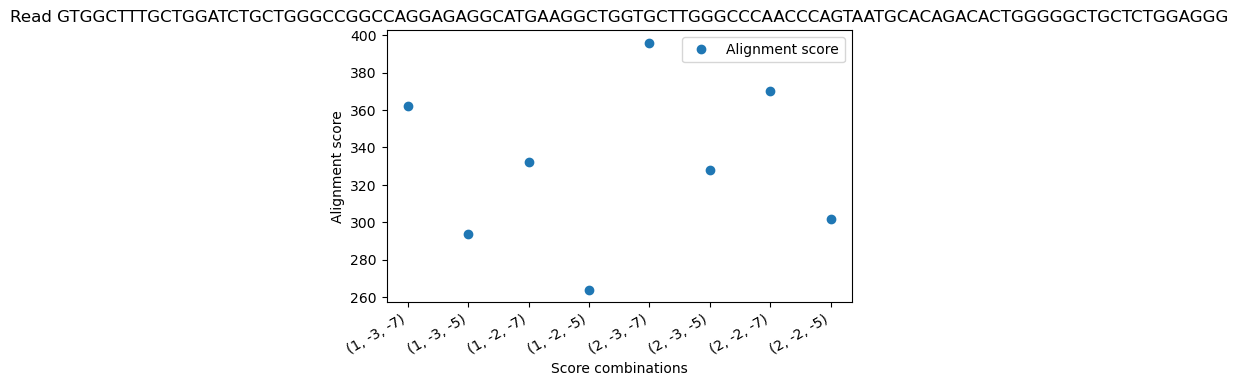 Read GTGGCTTTGCTGGATCTGCTGGGCCGGCCAGGAGAGGCATGAAGGCTGGTGCTTGGGCCCAACCCAGTAATGCACAGACACTGGGGGCTGCTCTGGAGGG
Alignment score
400
380
360
340
320
300
280
260
Alignment score
(1, -3, -7)
(1, -3, -5)
(1, -2, -7)
(1, -2, -5)
(2, -3, -7)
(2, -3, -5)
(2, -2, -7)
(2, -2, -5)
Score combinations